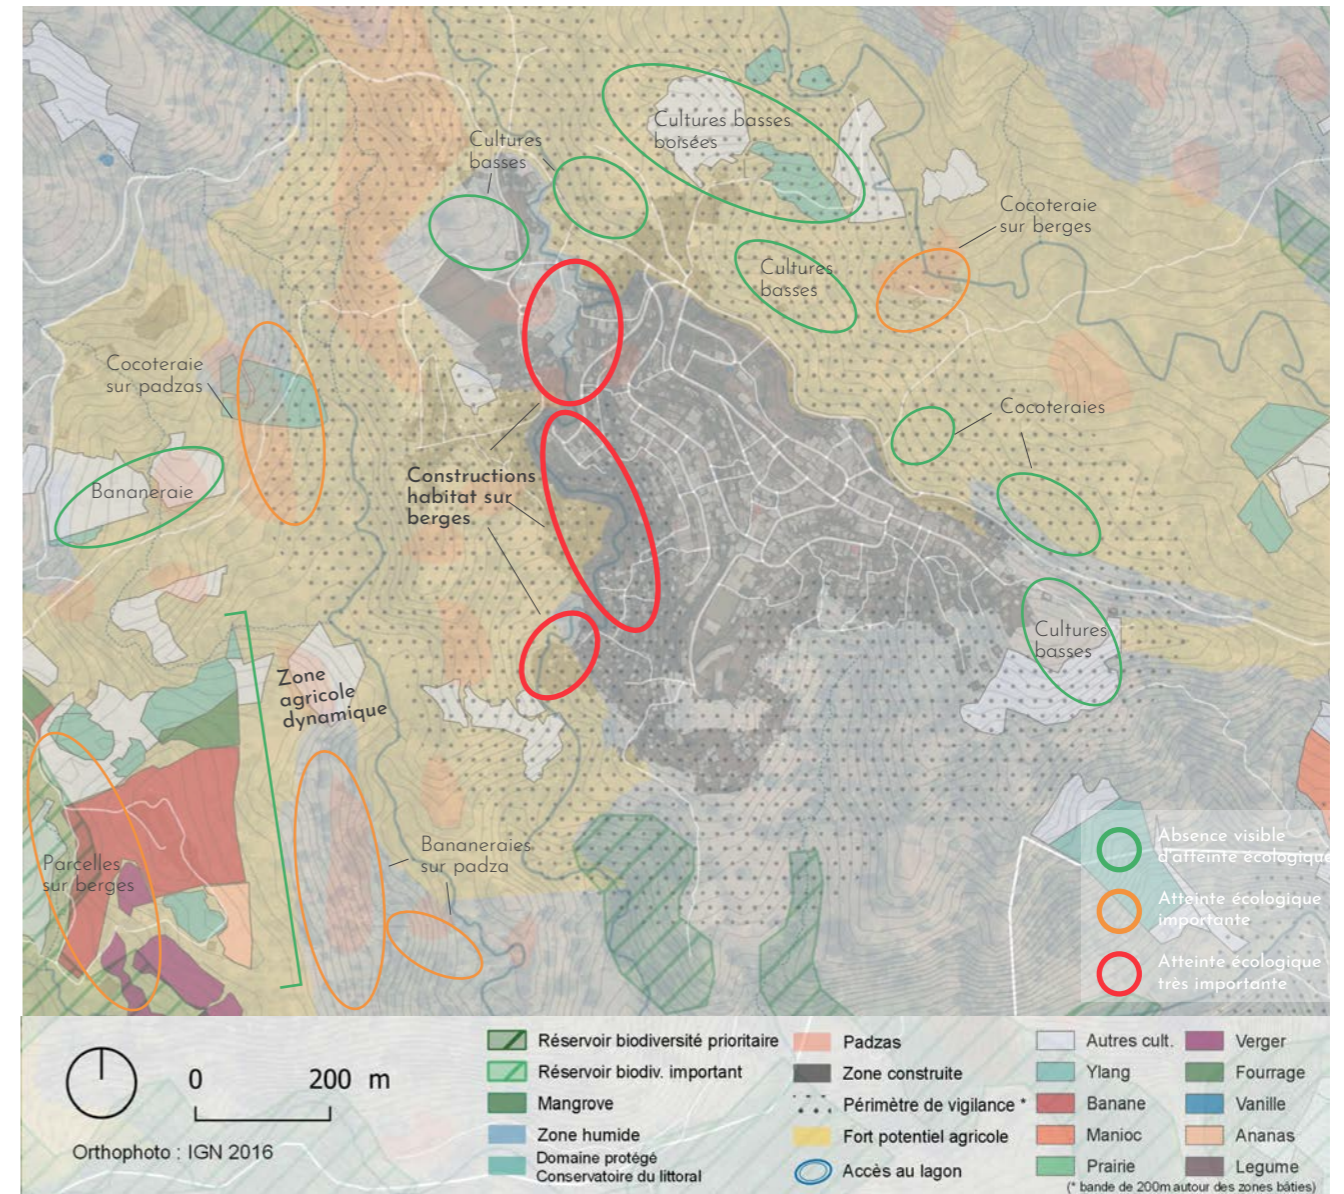 Cultures basses
boisées
Cultures
basses
Cocoteraie
sur berges
Cultures
basses
Cocoteraie
sur padzas
Cocoteraies
Bananeraie
Constructions
habitat sur
berges
Cultures
basses
Zone
agricole
dynamique
Bananeraies
sur padza
Parcelles
sur berges
Absence visible
d'atteinte écologique
Atteinte écologique
importante
Atteinte écologique
très importante
0 200 m
Orthophoto : IGN 2016
Réservoir biodiversité prioritaire
Réservoir biodiv. important
Mangrove
Zone humide
Domaine protégé
Conservatoire du littoral
Padzas
Zone construite
Périmètre de vigilance *
Fort potentiel agricole
Accès au lagon
Autres cult.
Ylang
Banane
Manioc
Prairie
Verger
Fourrage
Vanille
Ananas
Legume
(* bande de 200m autour des zones bâties)